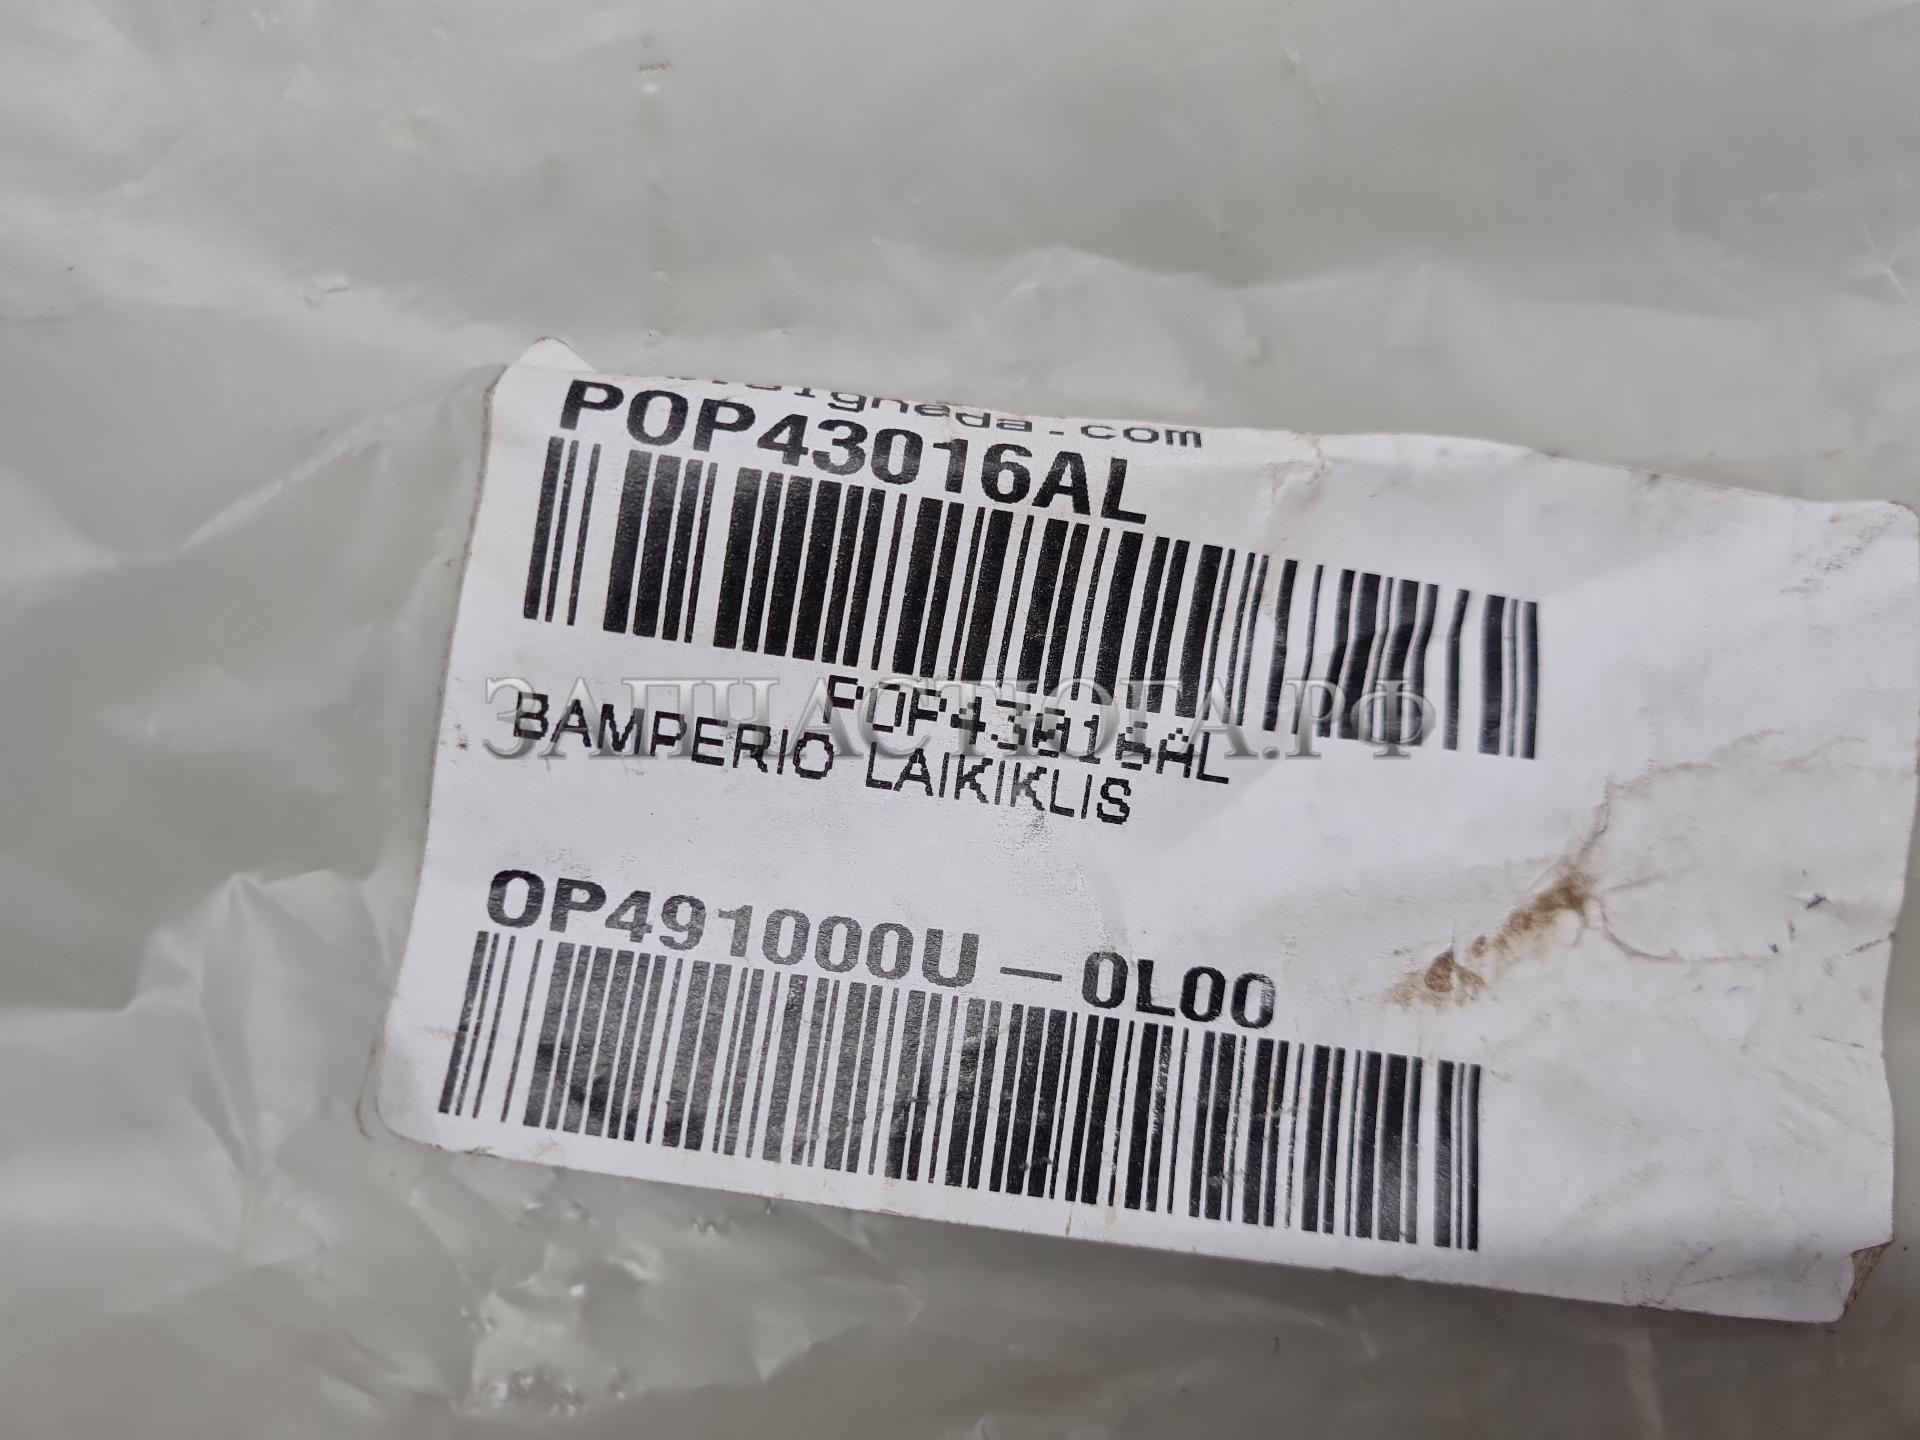 POP43016AL
POP43016AL
BAMPERIO LAIKIKLIS
OP491000U-0L00
ЗАПЧАСТЮГА.РФ